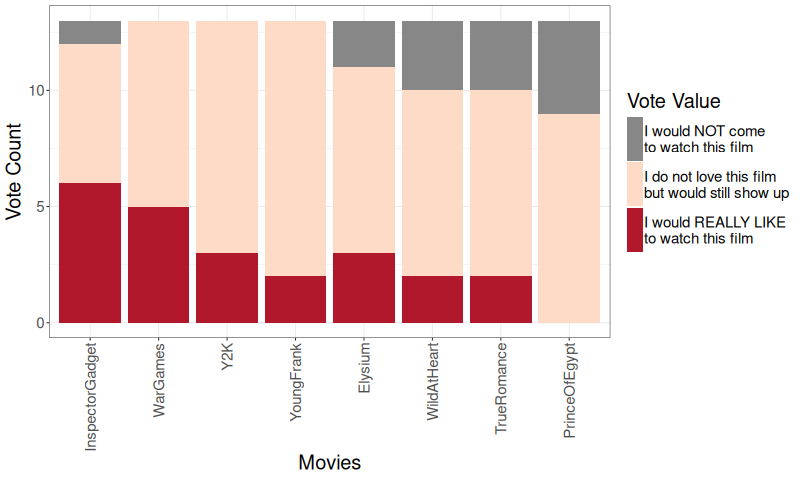 Vote Count
10
5
0
InspectorGadget
WarGames
Y2K
YoungFrank
Elysium
WildAtHeart
TrueRomance
PrinceOfEgypt
Movies
Vote Value
I would NOT come
to watch this film
I do not love this film
but would still show up
I would REALLY LIKE
to watch this film